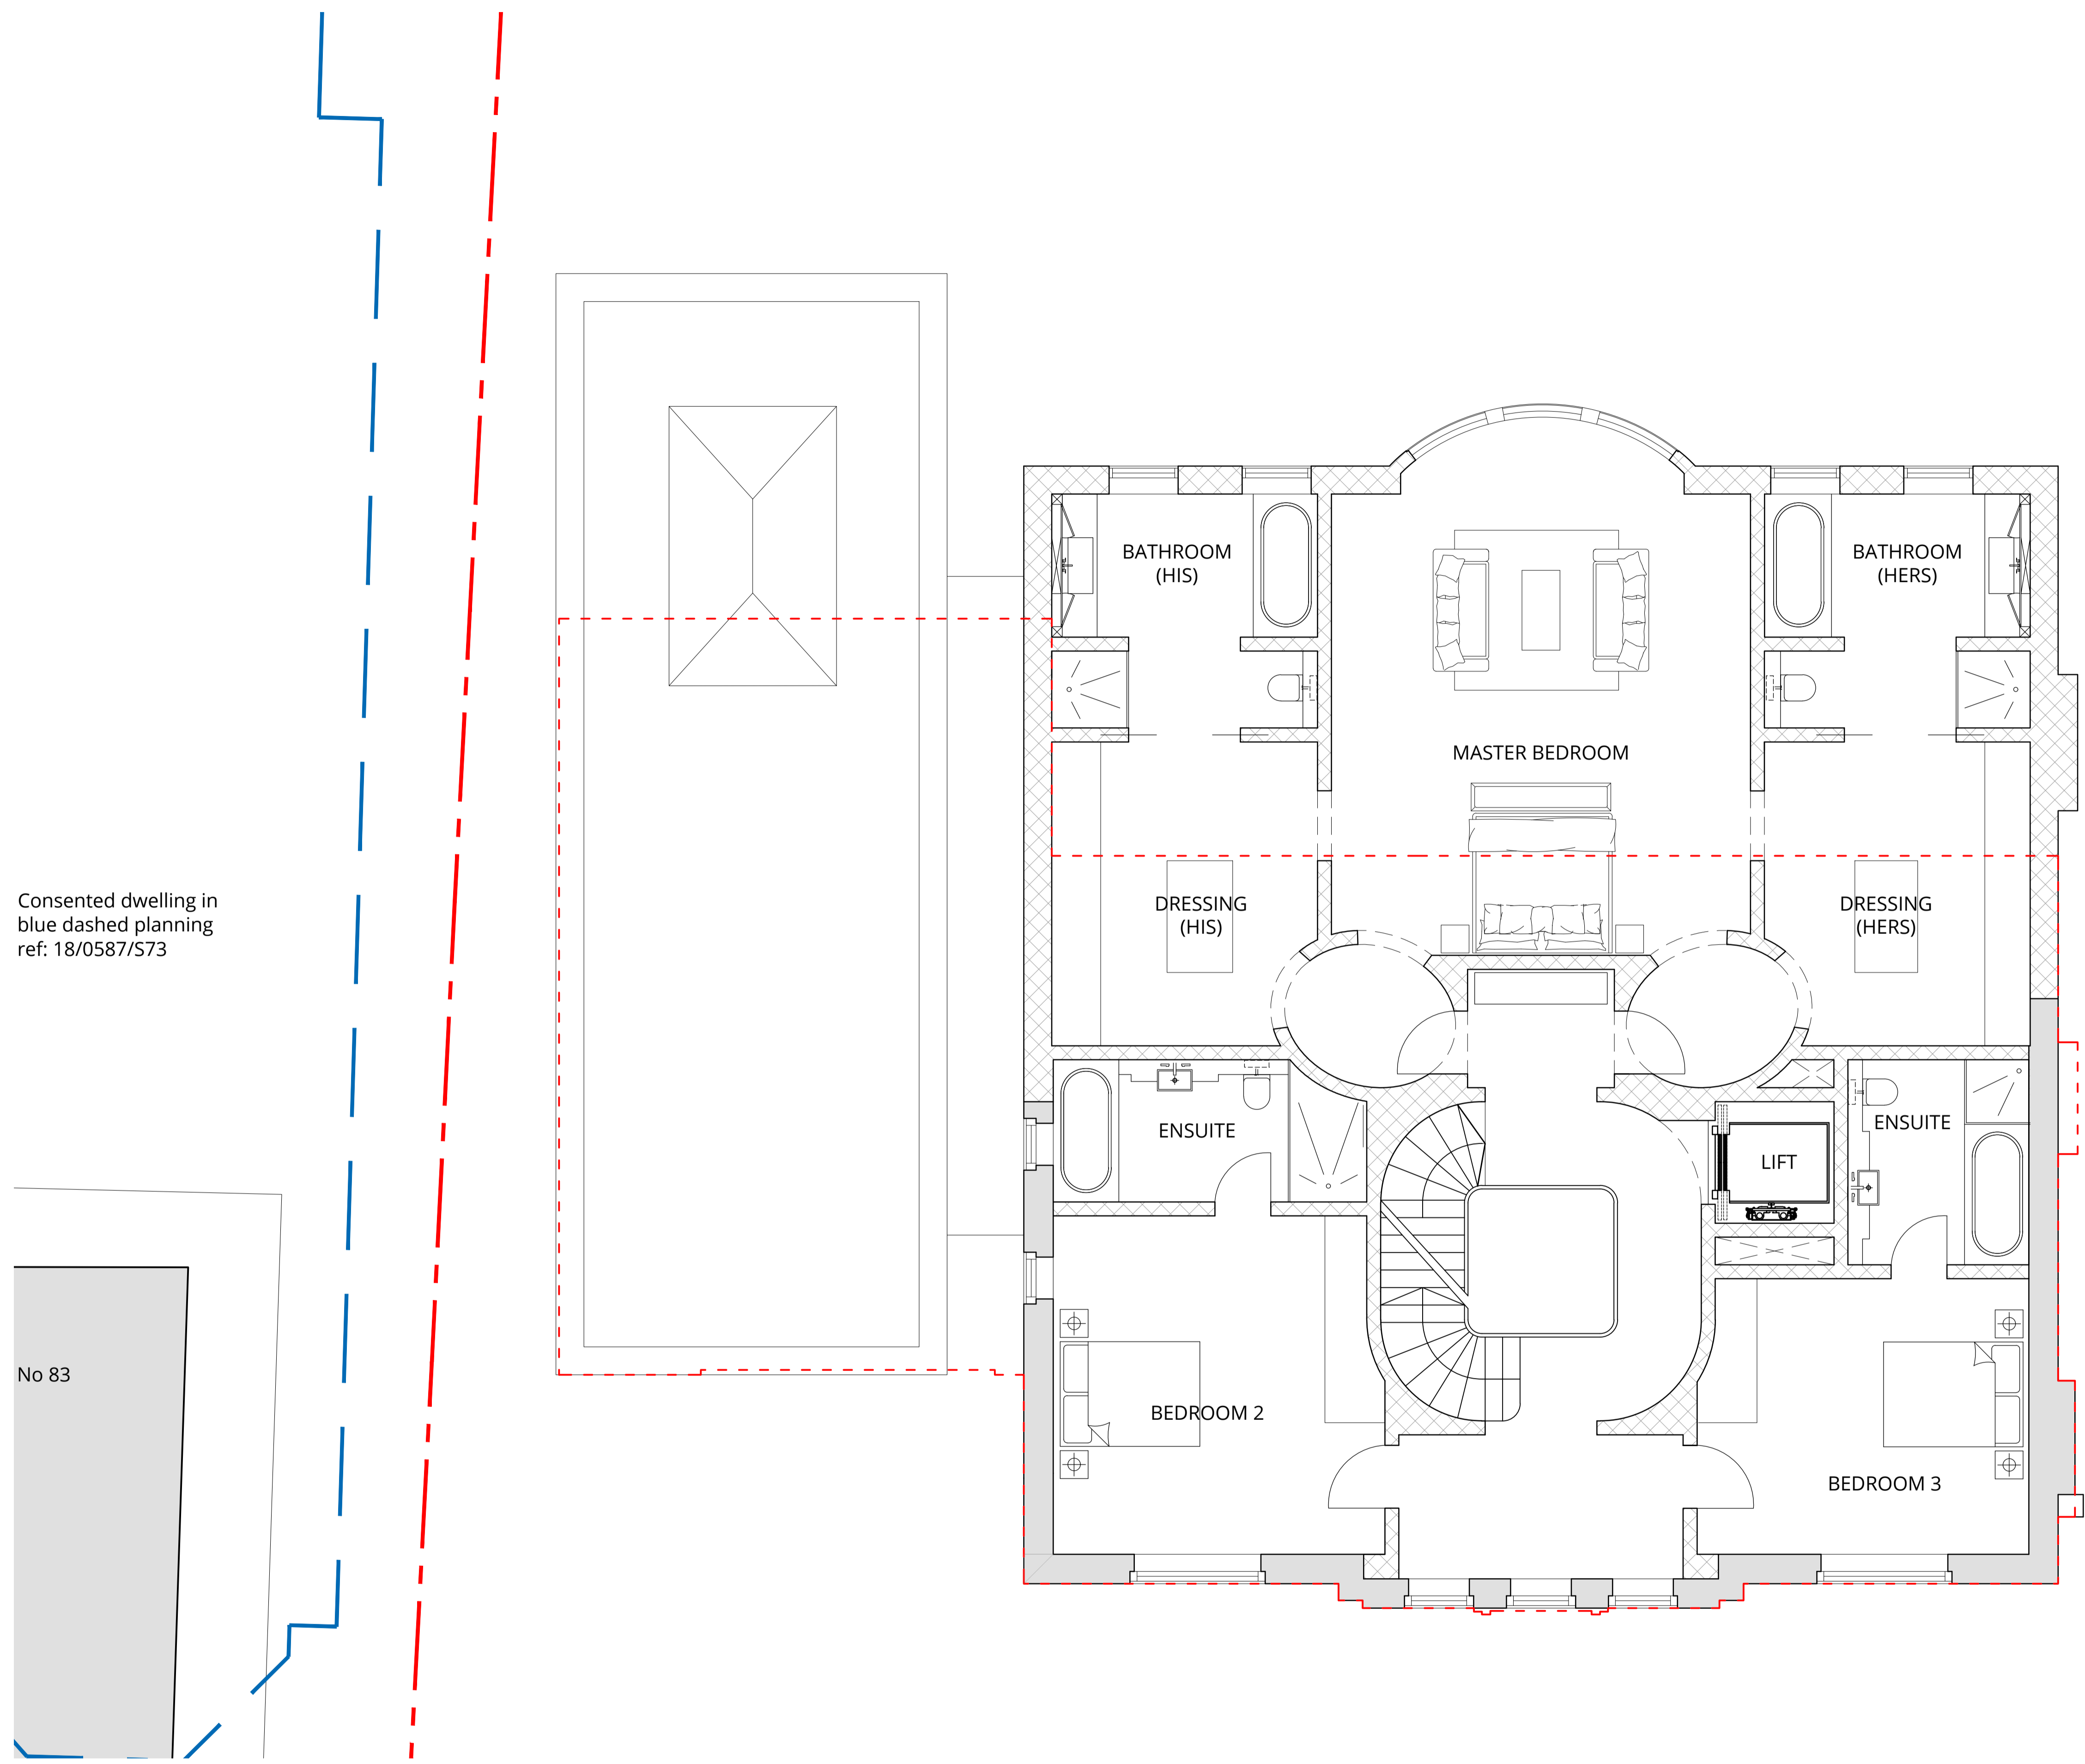 BATHROOM
(HIS)
BATHROOM
(HERS)
MASTER BEDROOM
Consented dwelling in
blue dashed planning
ref: 18/0587/S73
DRESSING
(HIS)
DRESSING
(HERS)
ENSUITE
ENSUITE
LIFT
No 83
BEDROOM 2
BEDROOM 3